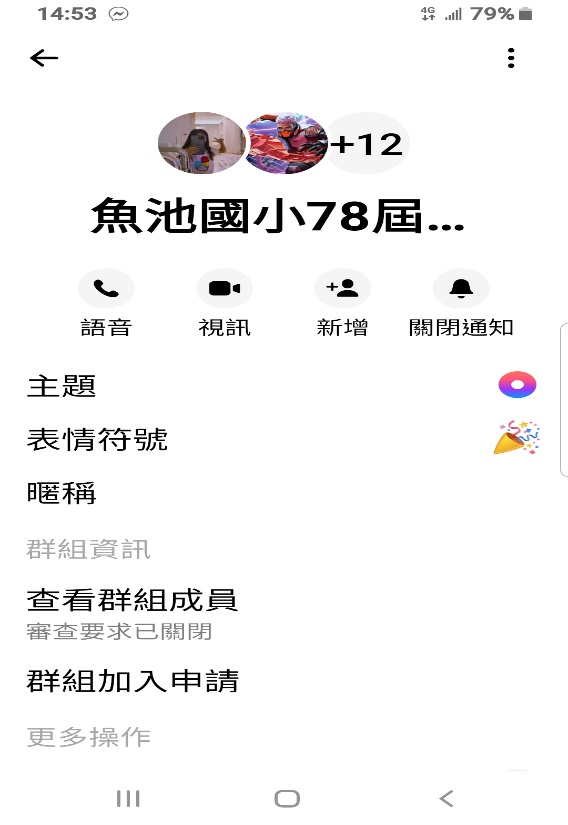 14:53 4G 79%
+12
魚池國小78屆...
語音 視訊 新增 關閉通知
主題
表情符號
暱稱
群組資訊
查看群組成員
審查要求已關閉
群組加入申請
更多操作